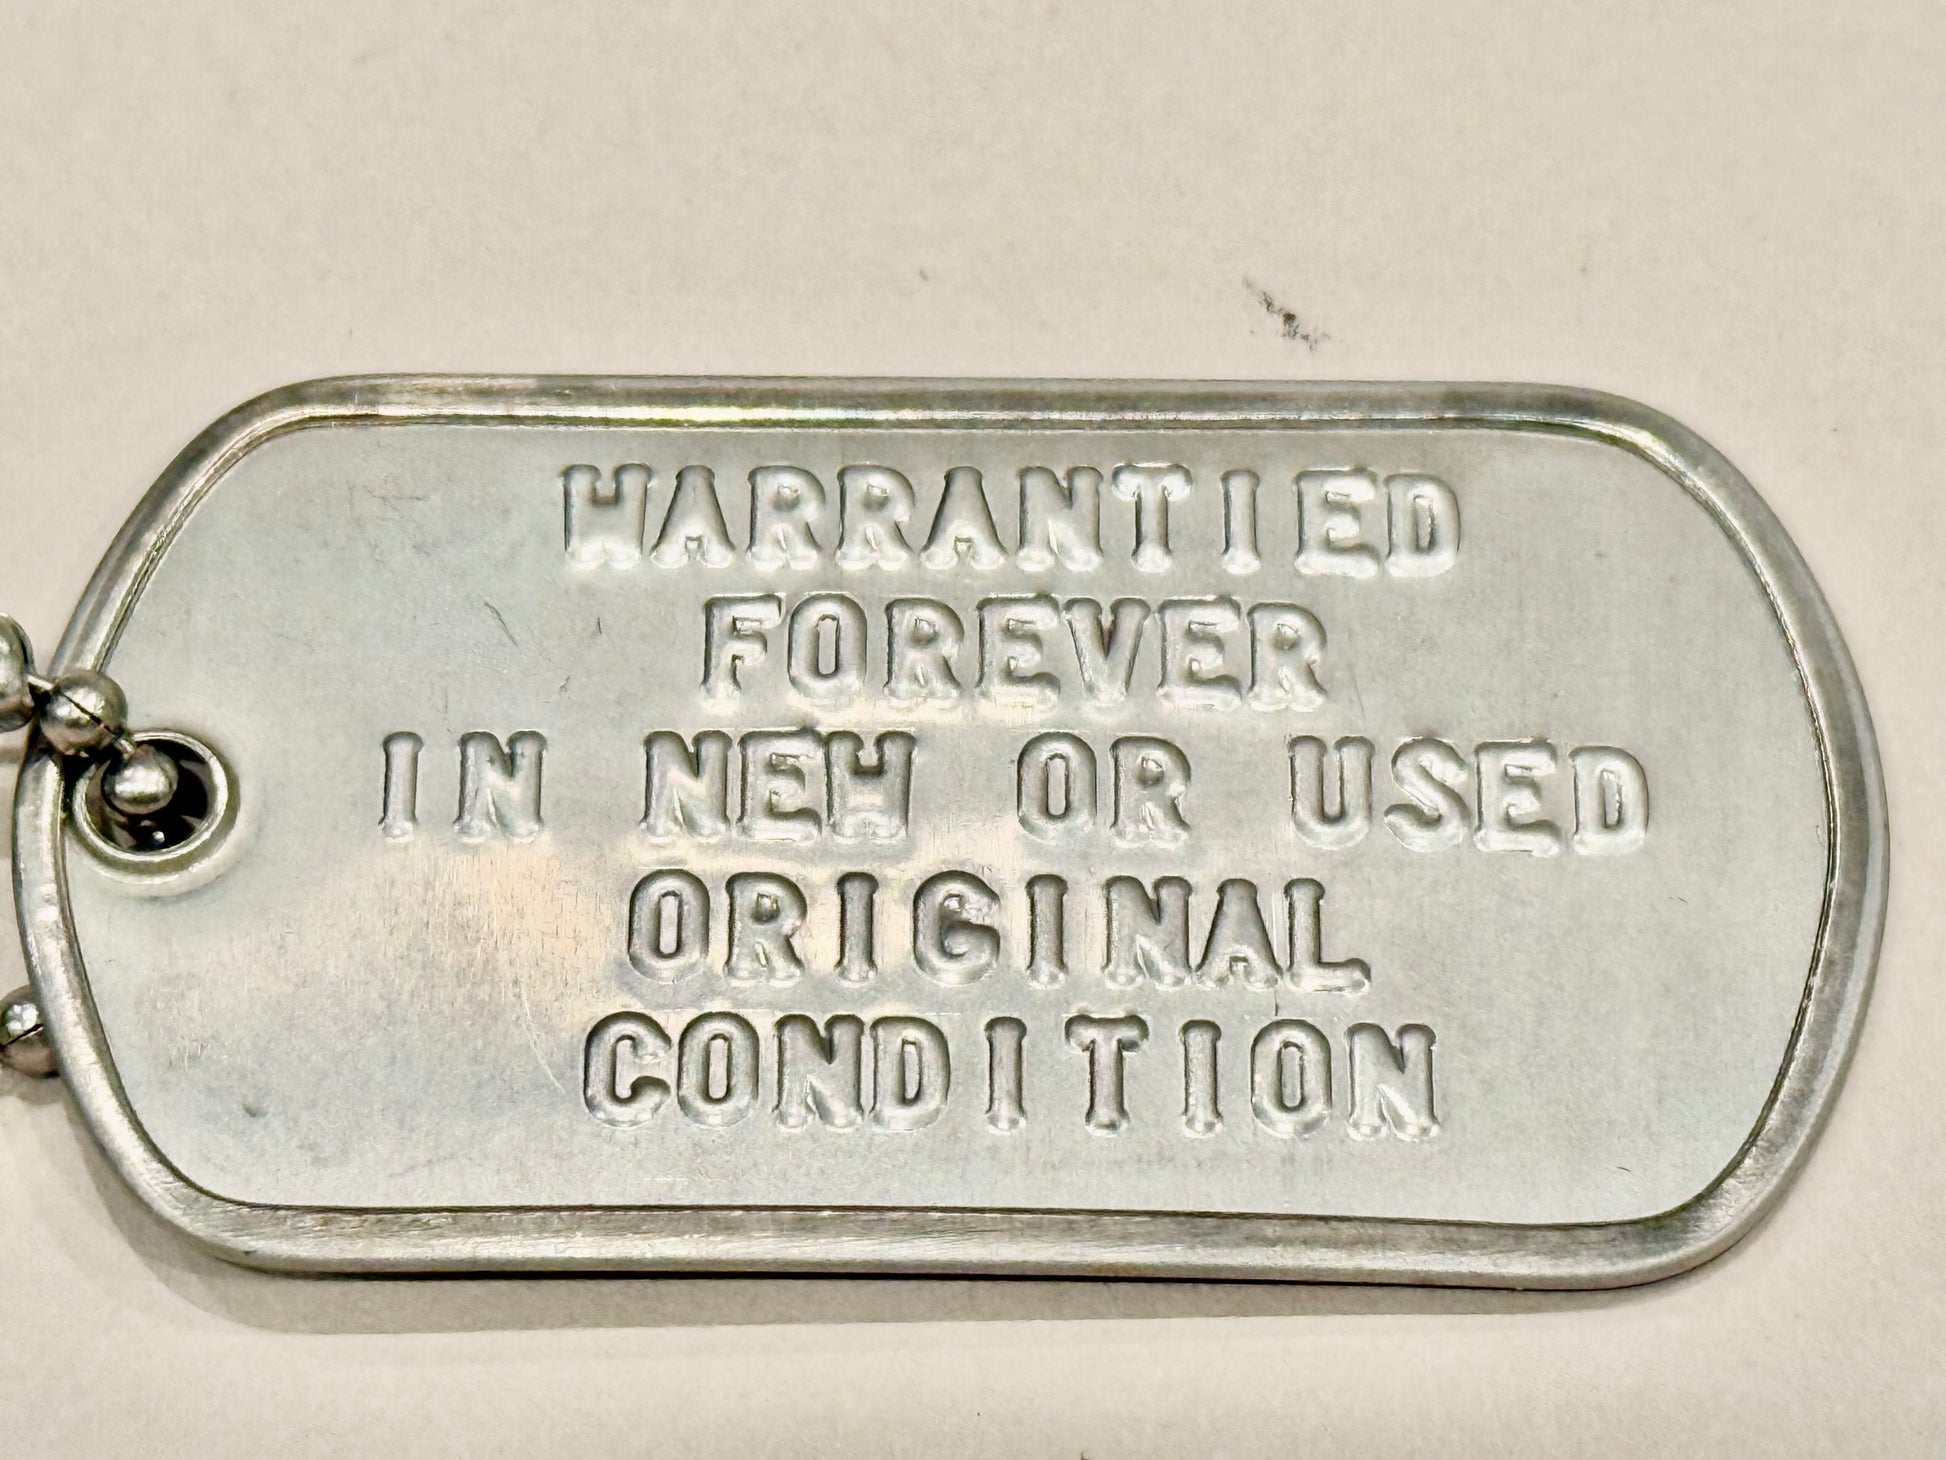 WARRANTIED
FOREVER
IN NEW OR USED
ORIGINAL
CONDITION